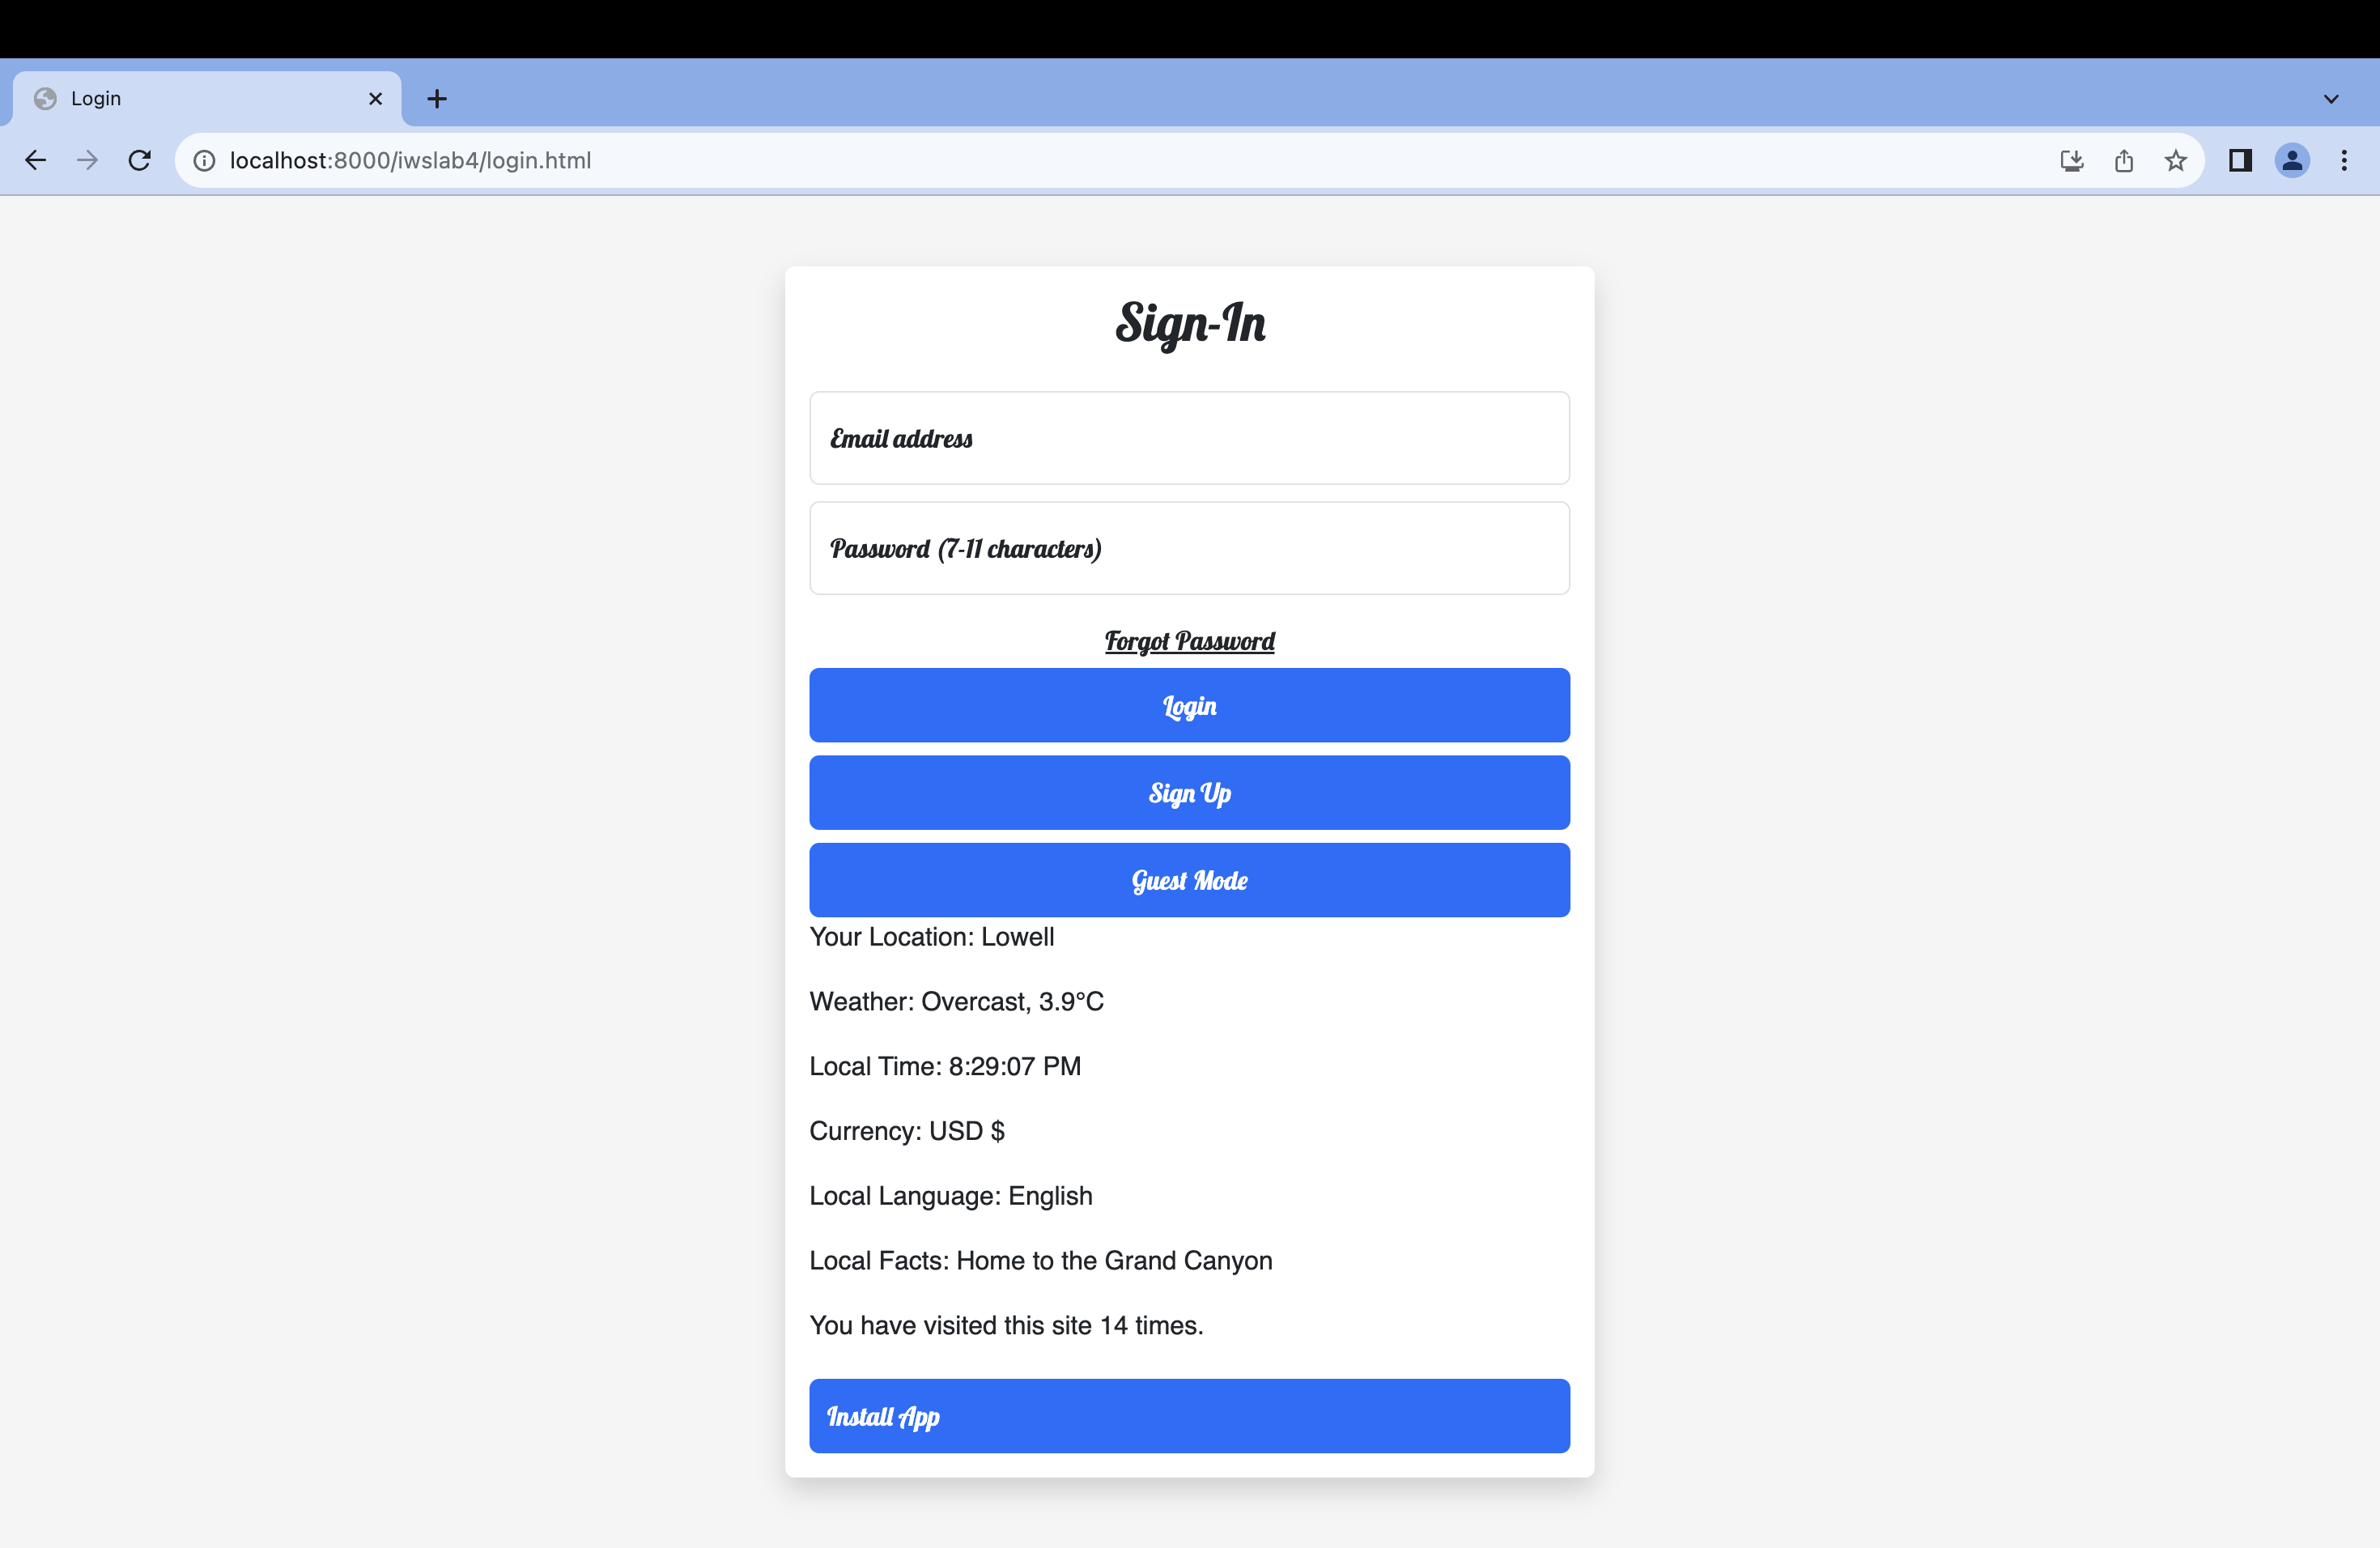 Login
localhost:8000/iwslab4/login.html
Sign-In
Email address
Password (7-11 characters)
Forgot Password
Login
Sign Up
Guest Mode
Your Location: Lowell
Weather: Overcast, 3.9°C
Local Time: 8:29:07 PM
Currency: USD $
Local Language: English
Local Facts: Home to the Grand Canyon
You have visited this site 14 times.
Install App